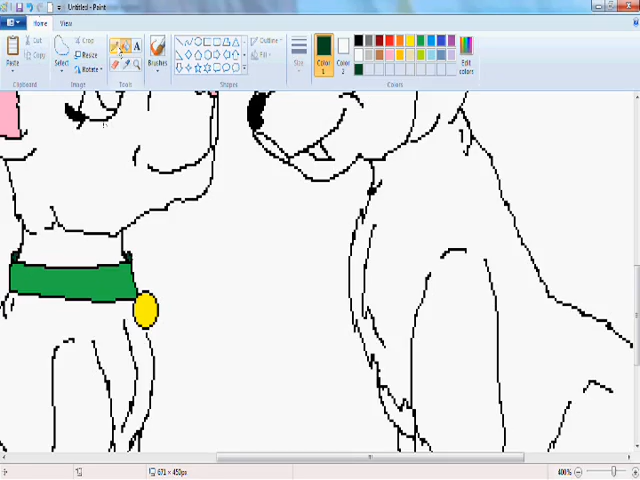 Untitled - Paint
Home View
Paste
Cut
Copy
Clipboard
Select
Crop
Resize
Rotate
Image
A
Tools
Brushes
Outline
Fill
Shapes
Size
Color 1
Color 2
Edit colors
Colors
671 × 450px
400%